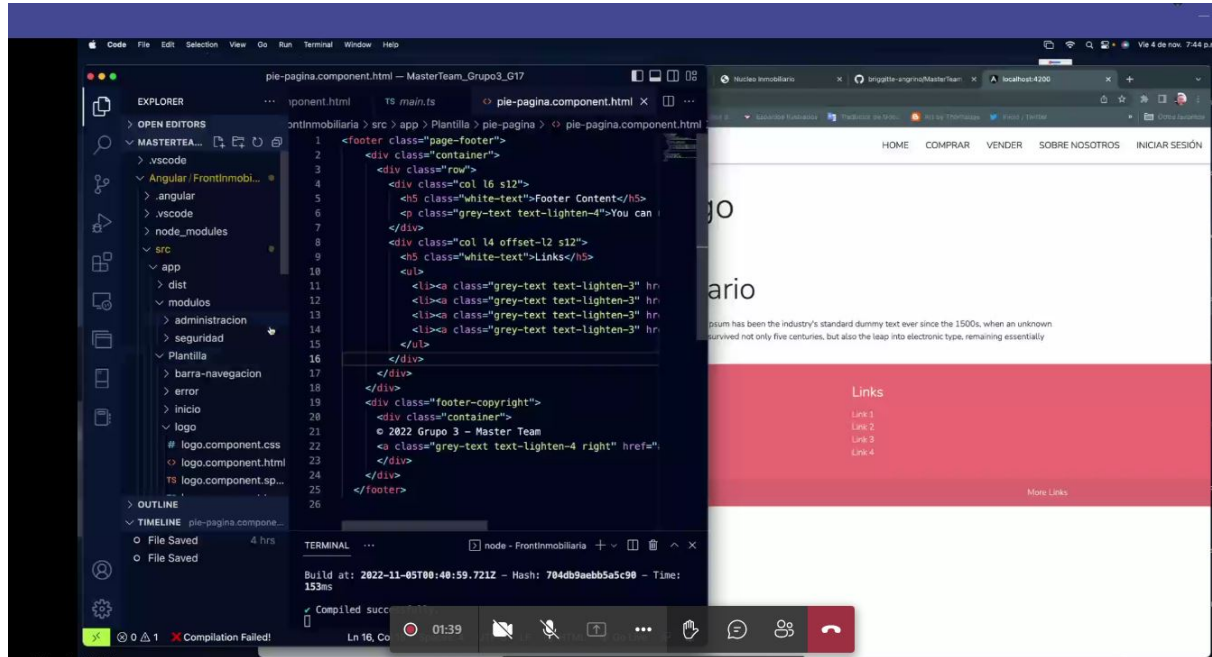 Code File Edit Selection View Go Run Terminal Window Help
Vie 4 de nov. 7:44 p.
pie-pagina.component.html — MasterTeam_Grupo3_G17
Nucleo Inmobiliario
briggitte-angrino/MasterTeam
localhost:4200
EXPLORER
ponent.html
TS main.ts
pie-pagina.component.html
OPEN EDITORS
ontInmobiliaria > src > app > Plantilla > pie-pagina > pie-pagina.component.html
MASTERTEA...
.vscode
Angular/FrontInmobi...
.angular
.vscode
node_modules
src
app
dist
modulos
administracion
seguridad
Plantilla
barra-navegacion
error
inicio
logo
# logo.component.css
<> logo.component.html
TS logo.component.sp...
OUTLINE
TIMELINE pie-pagina.compone...
File Saved 4 hrs
File Saved
1 <footer class="page-footer">
2 <div class="container">
3 <div class="row">
4 <div class="col l6 s12">
5 <h5 class="white-text">Footer Content</h5>
6 <p class="grey-text text-lighten-4">You can
7 </div>
8 <div class="col l4 offset-l2 s12">
9 <h5 class="white-text">Links</h5>
10 <ul>
11 <li><a class="grey-text text-lighten-3" hr
12 <li><a class="grey-text text-lighten-3" hr
13 <li><a class="grey-text text-lighten-3" hr
14 <li><a class="grey-text text-lighten-3" hr
15 </ul>
16 </div>
17 </div>
18 </div>
19 <div class="footer-copyright">
20 <div class="container">
21 © 2022 Grupo 3 – Master Team
22 <a class="grey-text text-lighten-4 right" href="
23 </div>
24 </div>
25 </footer>
26
TERMINAL ... node - FrontInmobiliaria
Build at: 2022-11-05T00:40:59.721Z - Hash: 704db9aebb5a5c90 - Time:
153ms
✔ Compiled succ
0 1 Compilation Failed!
Ln 16, Co
01:39
HOME COMPRAR VENDER SOBRE NOSOTROS INICIAR SESIÓN
go
ario
psum has been the industry's standard dummy text ever since the 1500s, when an unknown
survived not only five centuries, but also the leap into electronic type, remaining essentially
Links
Link 1
Link 2
Link 3
Link 4
More Links